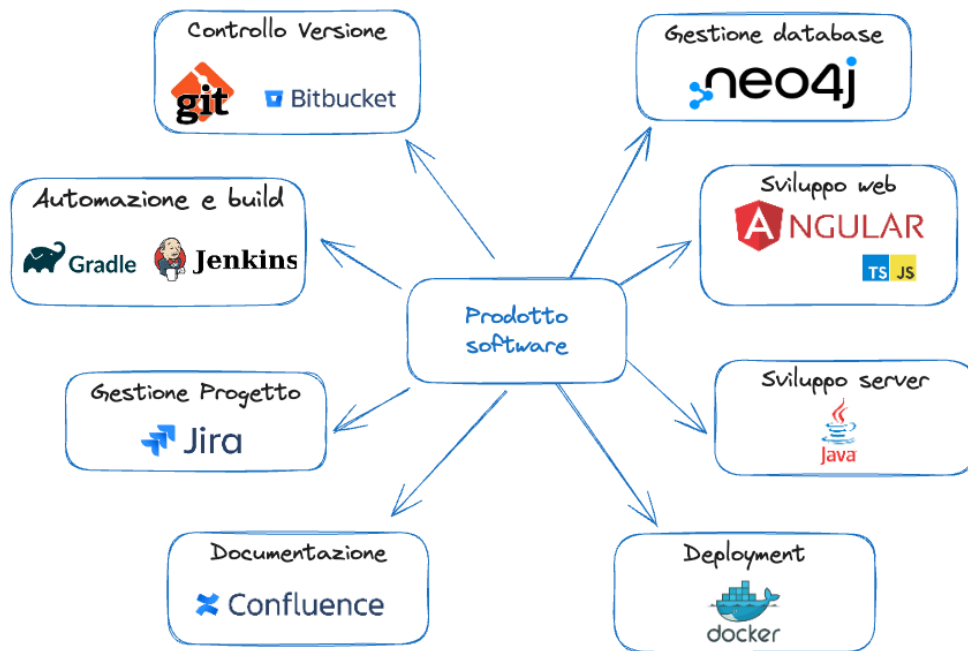 Controllo Versione
git
Bitbucket
Gestione database
neo4j
Automazione e build
Gradle
Jenkins
Sviluppo web
ANGULAR
TS JS
Prodotto
software
Gestione Progetto
Jira
Sviluppo server
Java
Documentazione
Confluence
Deployment
docker